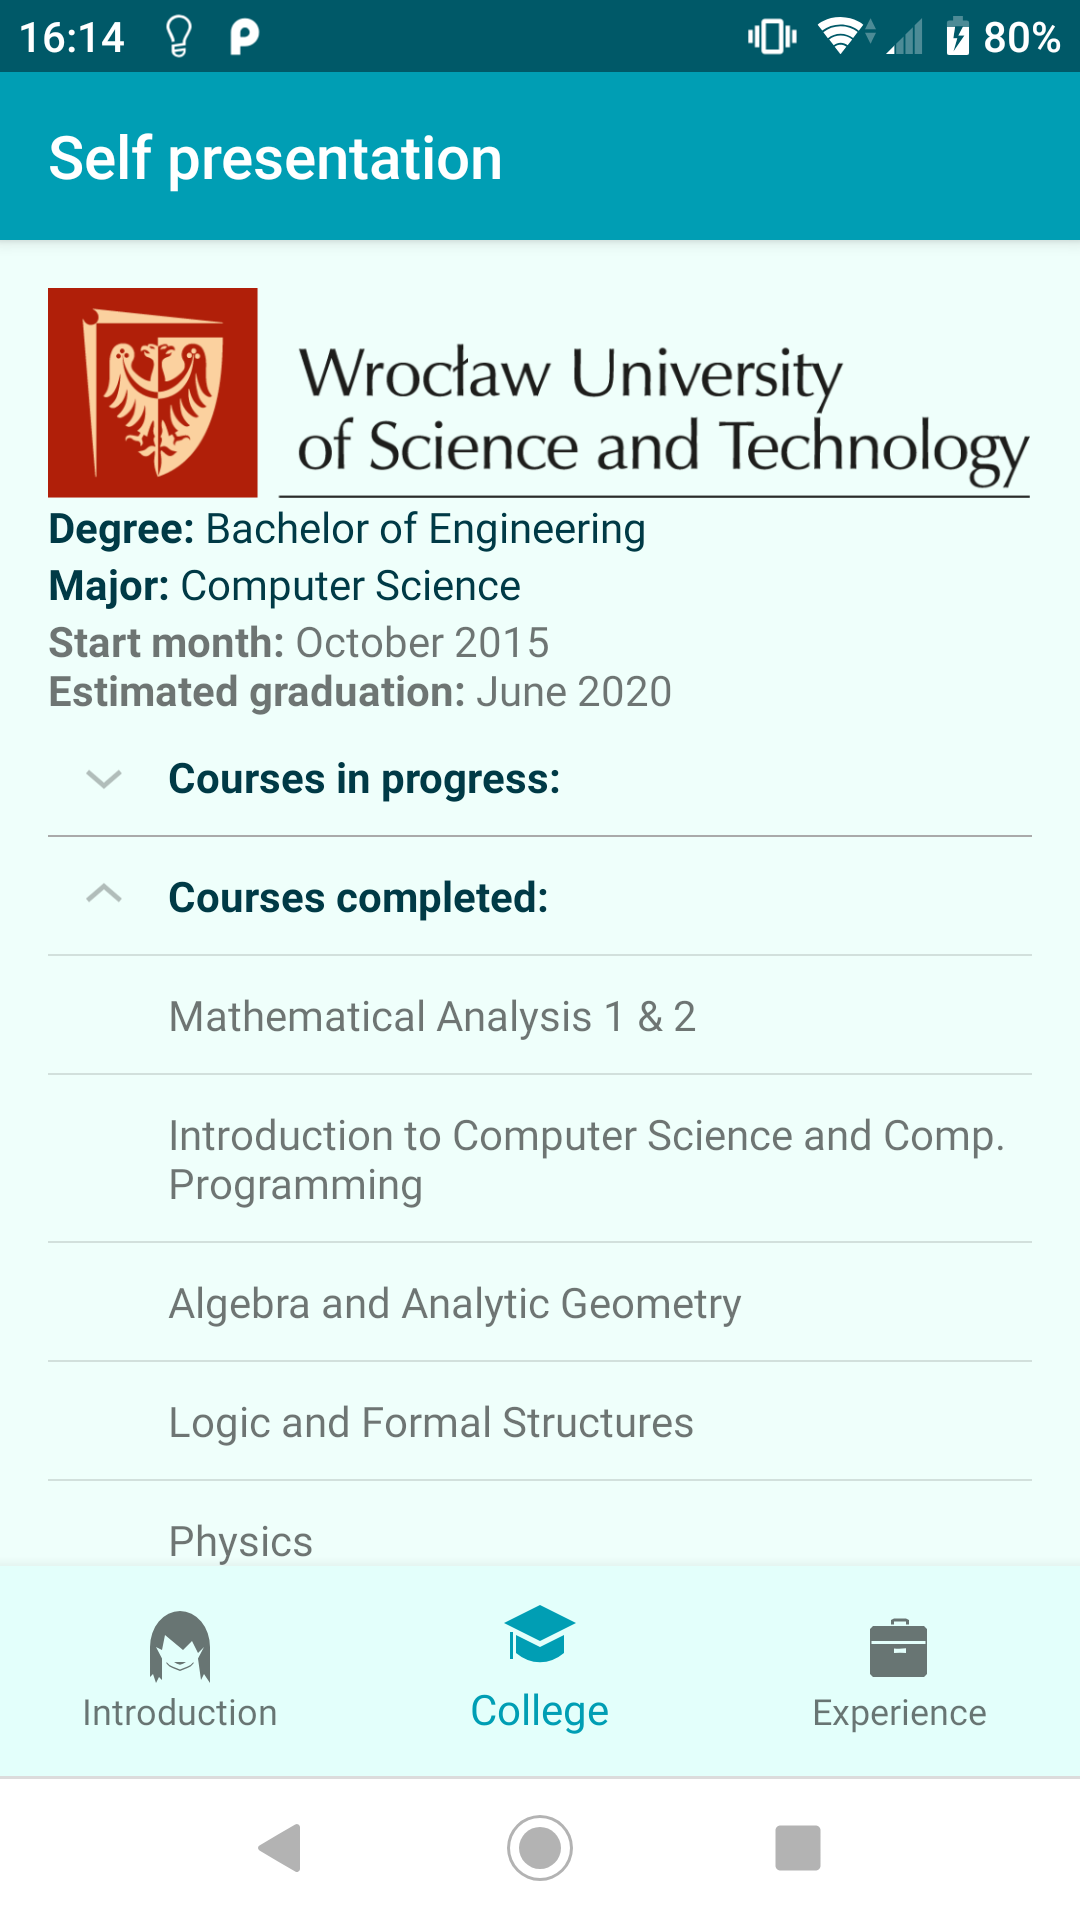 16:14
80%
Self presentation
Wrocław University
of Science and Technology
Degree: Bachelor of Engineering
Major: Computer Science
Start month: October 2015
Estimated graduation: June 2020
Courses in progress:
Courses completed:
Mathematical Analysis 1 & 2
Introduction to Computer Science and Comp.
Programming
Algebra and Analytic Geometry
Logic and Formal Structures
Physics
Introduction
College
Experience